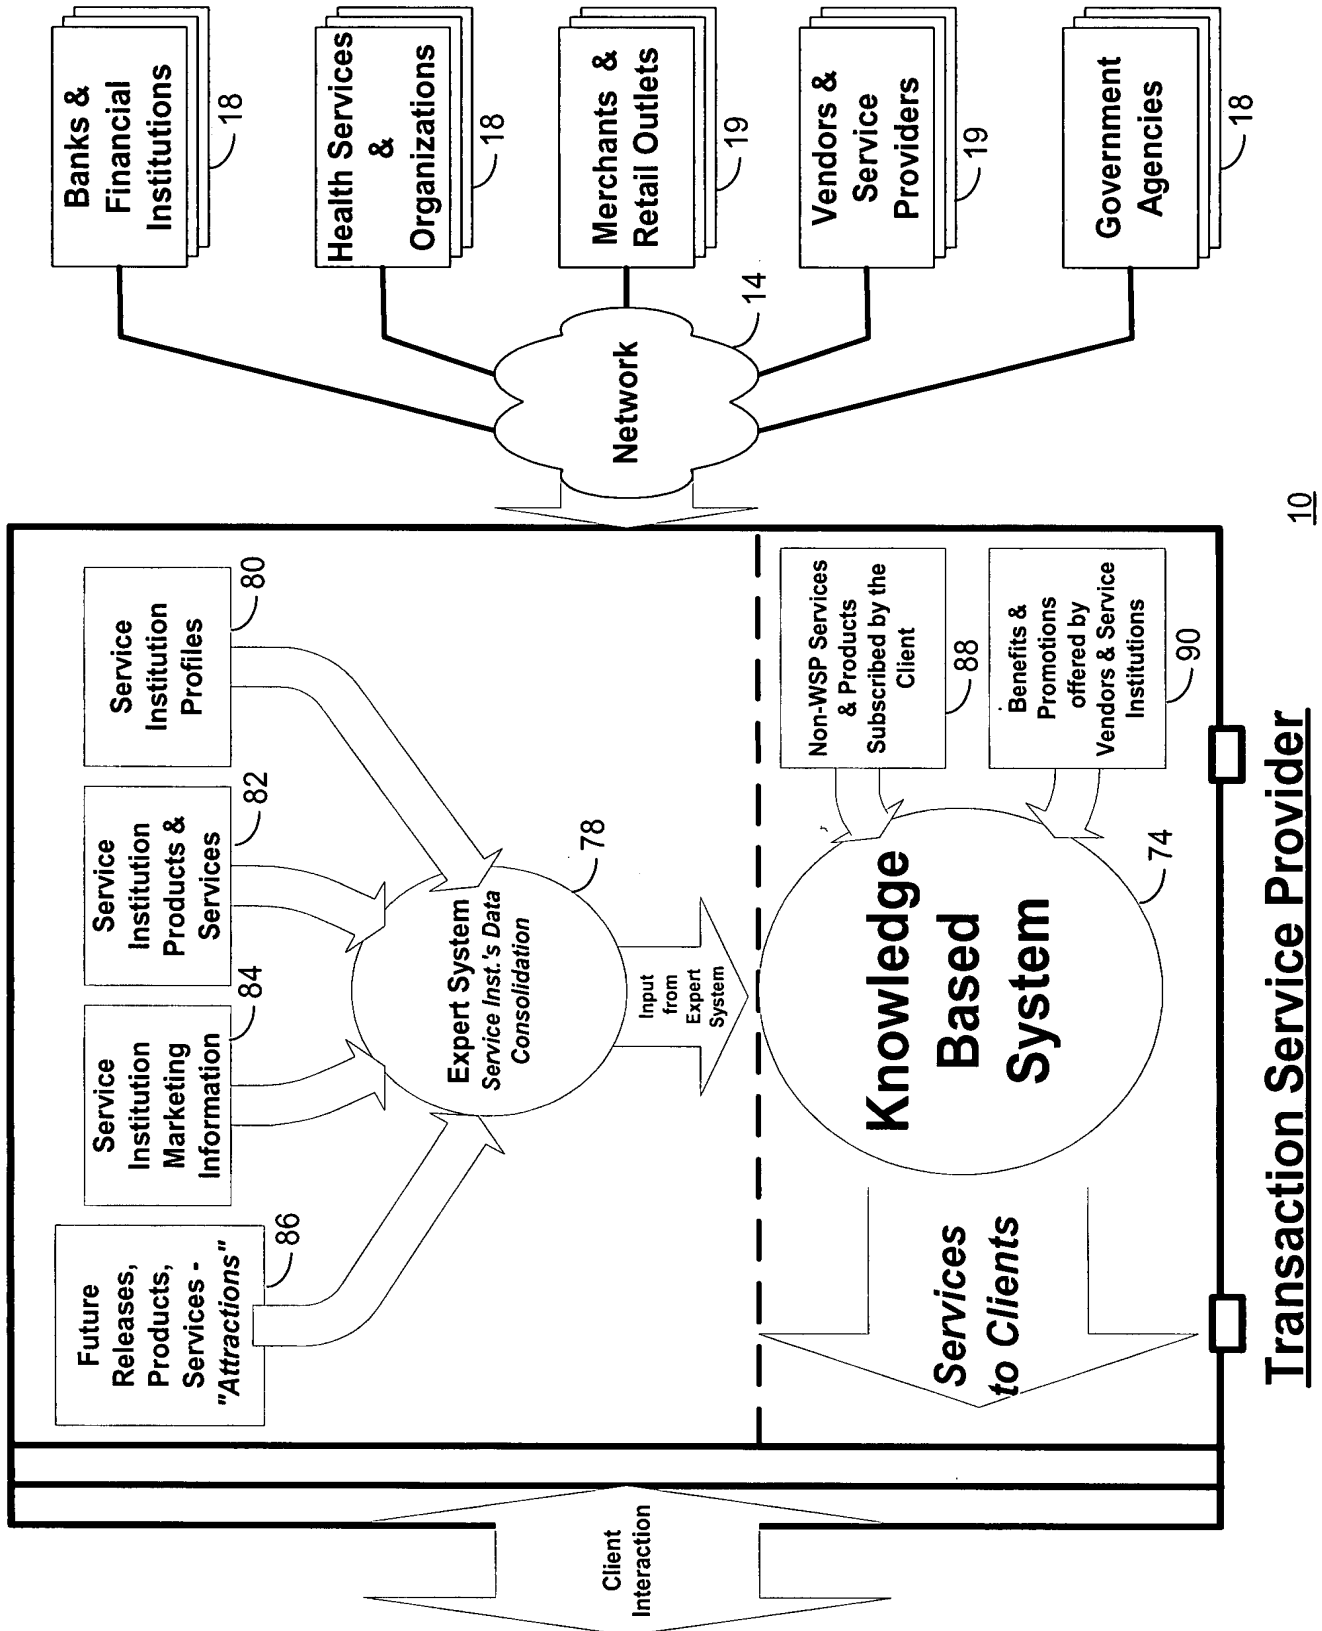 Banks &
Financial
Institutions
18
Health Services
&
Organizations
18
Merchants &
Retail Outlets
19
Vendors &
Service
Providers
19
Government
Agencies
18
Network
14
Service
Institution
Profiles
80
Service
Institution
Products &
Services
82
Service
Institution
Marketing
Information
84
Future
Releases,
Products,
Services -
"Attractions"
86
Expert System
Service Inst.'s Data
Consolidation
78
Input
from
Expert
System
Non-WSP Services
& Products
Subscribed by the
Client
88
Benefits &
Promotions
offered by
Vendors & Service
Institutions
90
Knowledge
Based
System
74
Services
to Clients
Client
Interaction
Transaction Service Provider
10